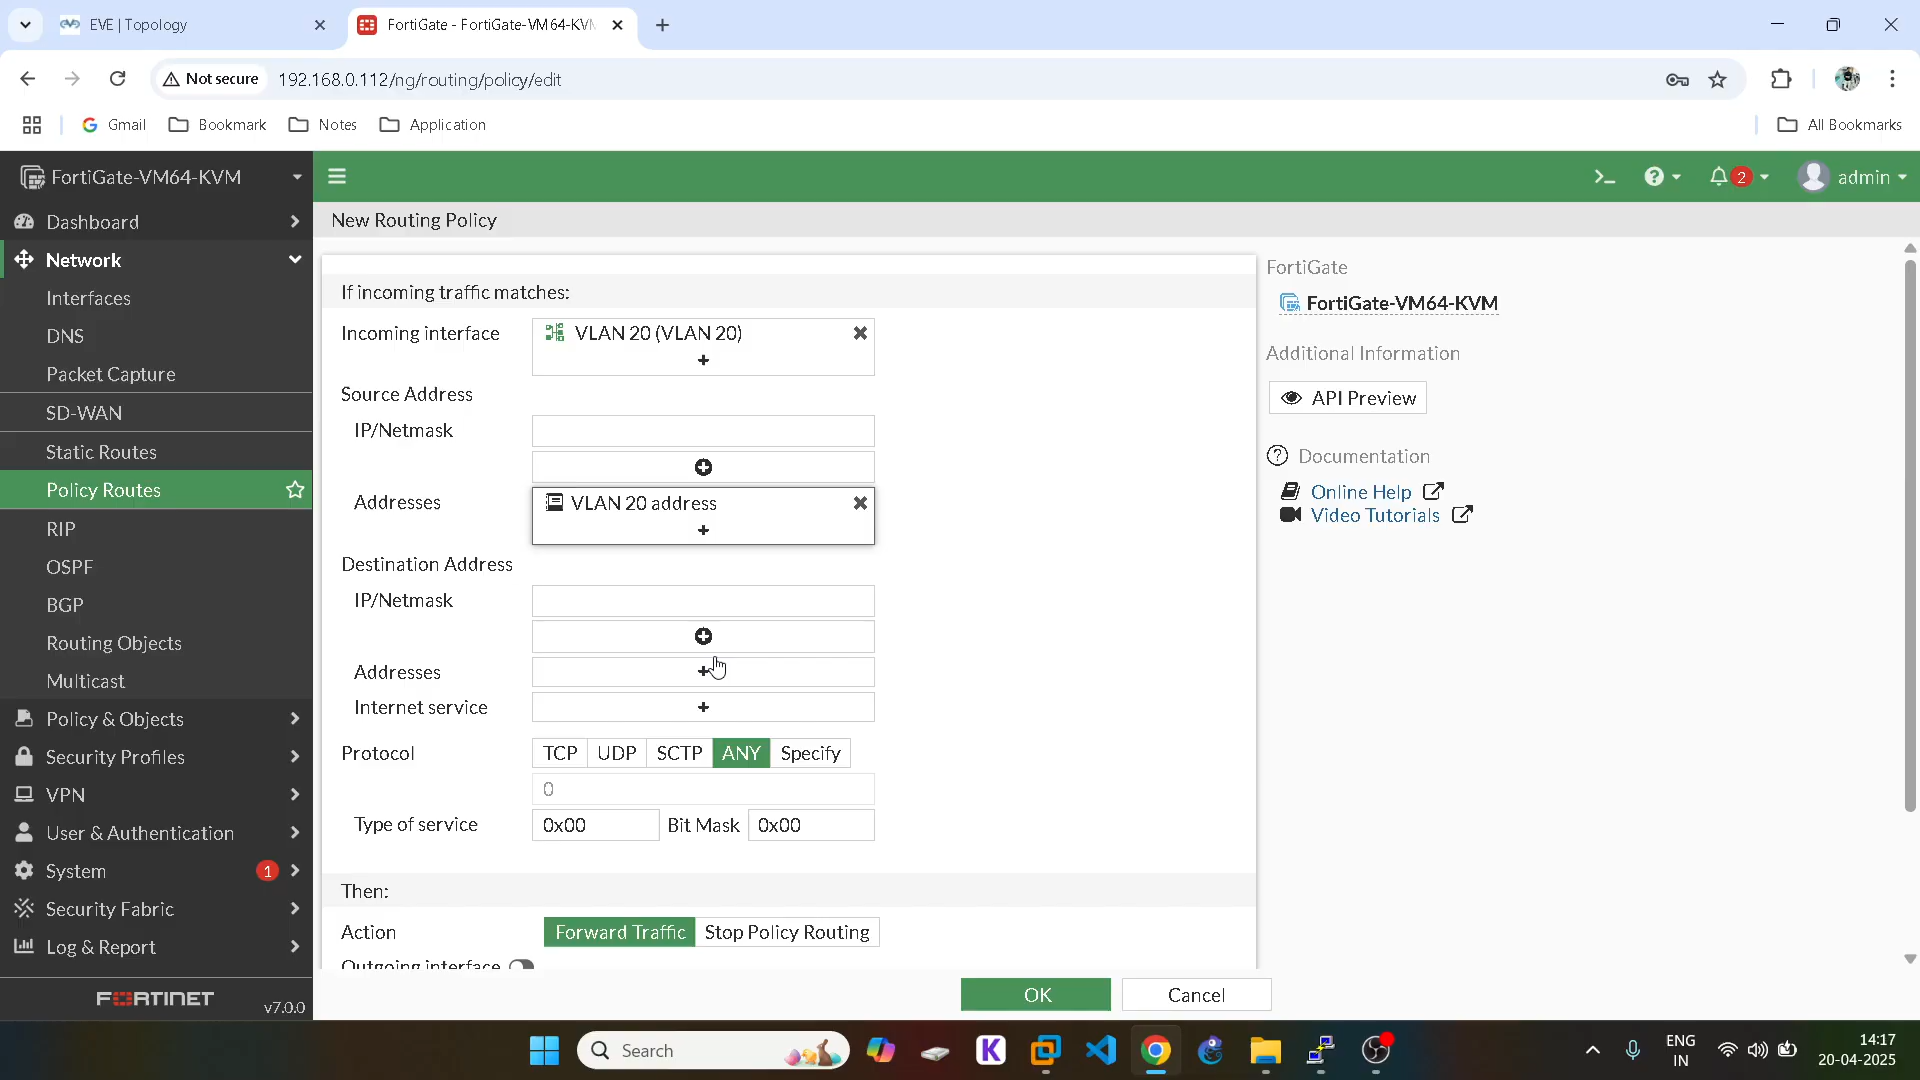 EVE | Topology
FortiGate - FortiGate-VM64-KVM
Not secure
192.168.0.112/ng/routing/policy/edit
Gmail
Bookmark
Notes
Application
All Bookmarks
FortiGate-VM64-KVM
2
admin
Dashboard
New Routing Policy
Network
Interfaces
DNS
Packet Capture
SD-WAN
Static Routes
Policy Routes
RIP
OSPF
BGP
Routing Objects
Multicast
Policy & Objects
Security Profiles
VPN
User & Authentication
System
1
Security Fabric
Log & Report
FORTINET
v7.0.0
If incoming traffic matches:
Incoming interface
VLAN 20 (VLAN 20)
Source Address
IP/Netmask
Addresses
VLAN 20 address
Destination Address
IP/Netmask
Addresses
Internet service
Protocol
TCP UDP SCTP ANY Specify
0
Type of service
0x00 Bit Mask 0x00
Then:
Action
Forward Traffic Stop Policy Routing
Outgoing interface
OK
Cancel
FortiGate
FortiGate-VM64-KVM
Additional Information
API Preview
Documentation
Online Help
Video Tutorials
Search
K
ENG
IN
14:17
20-04-2025